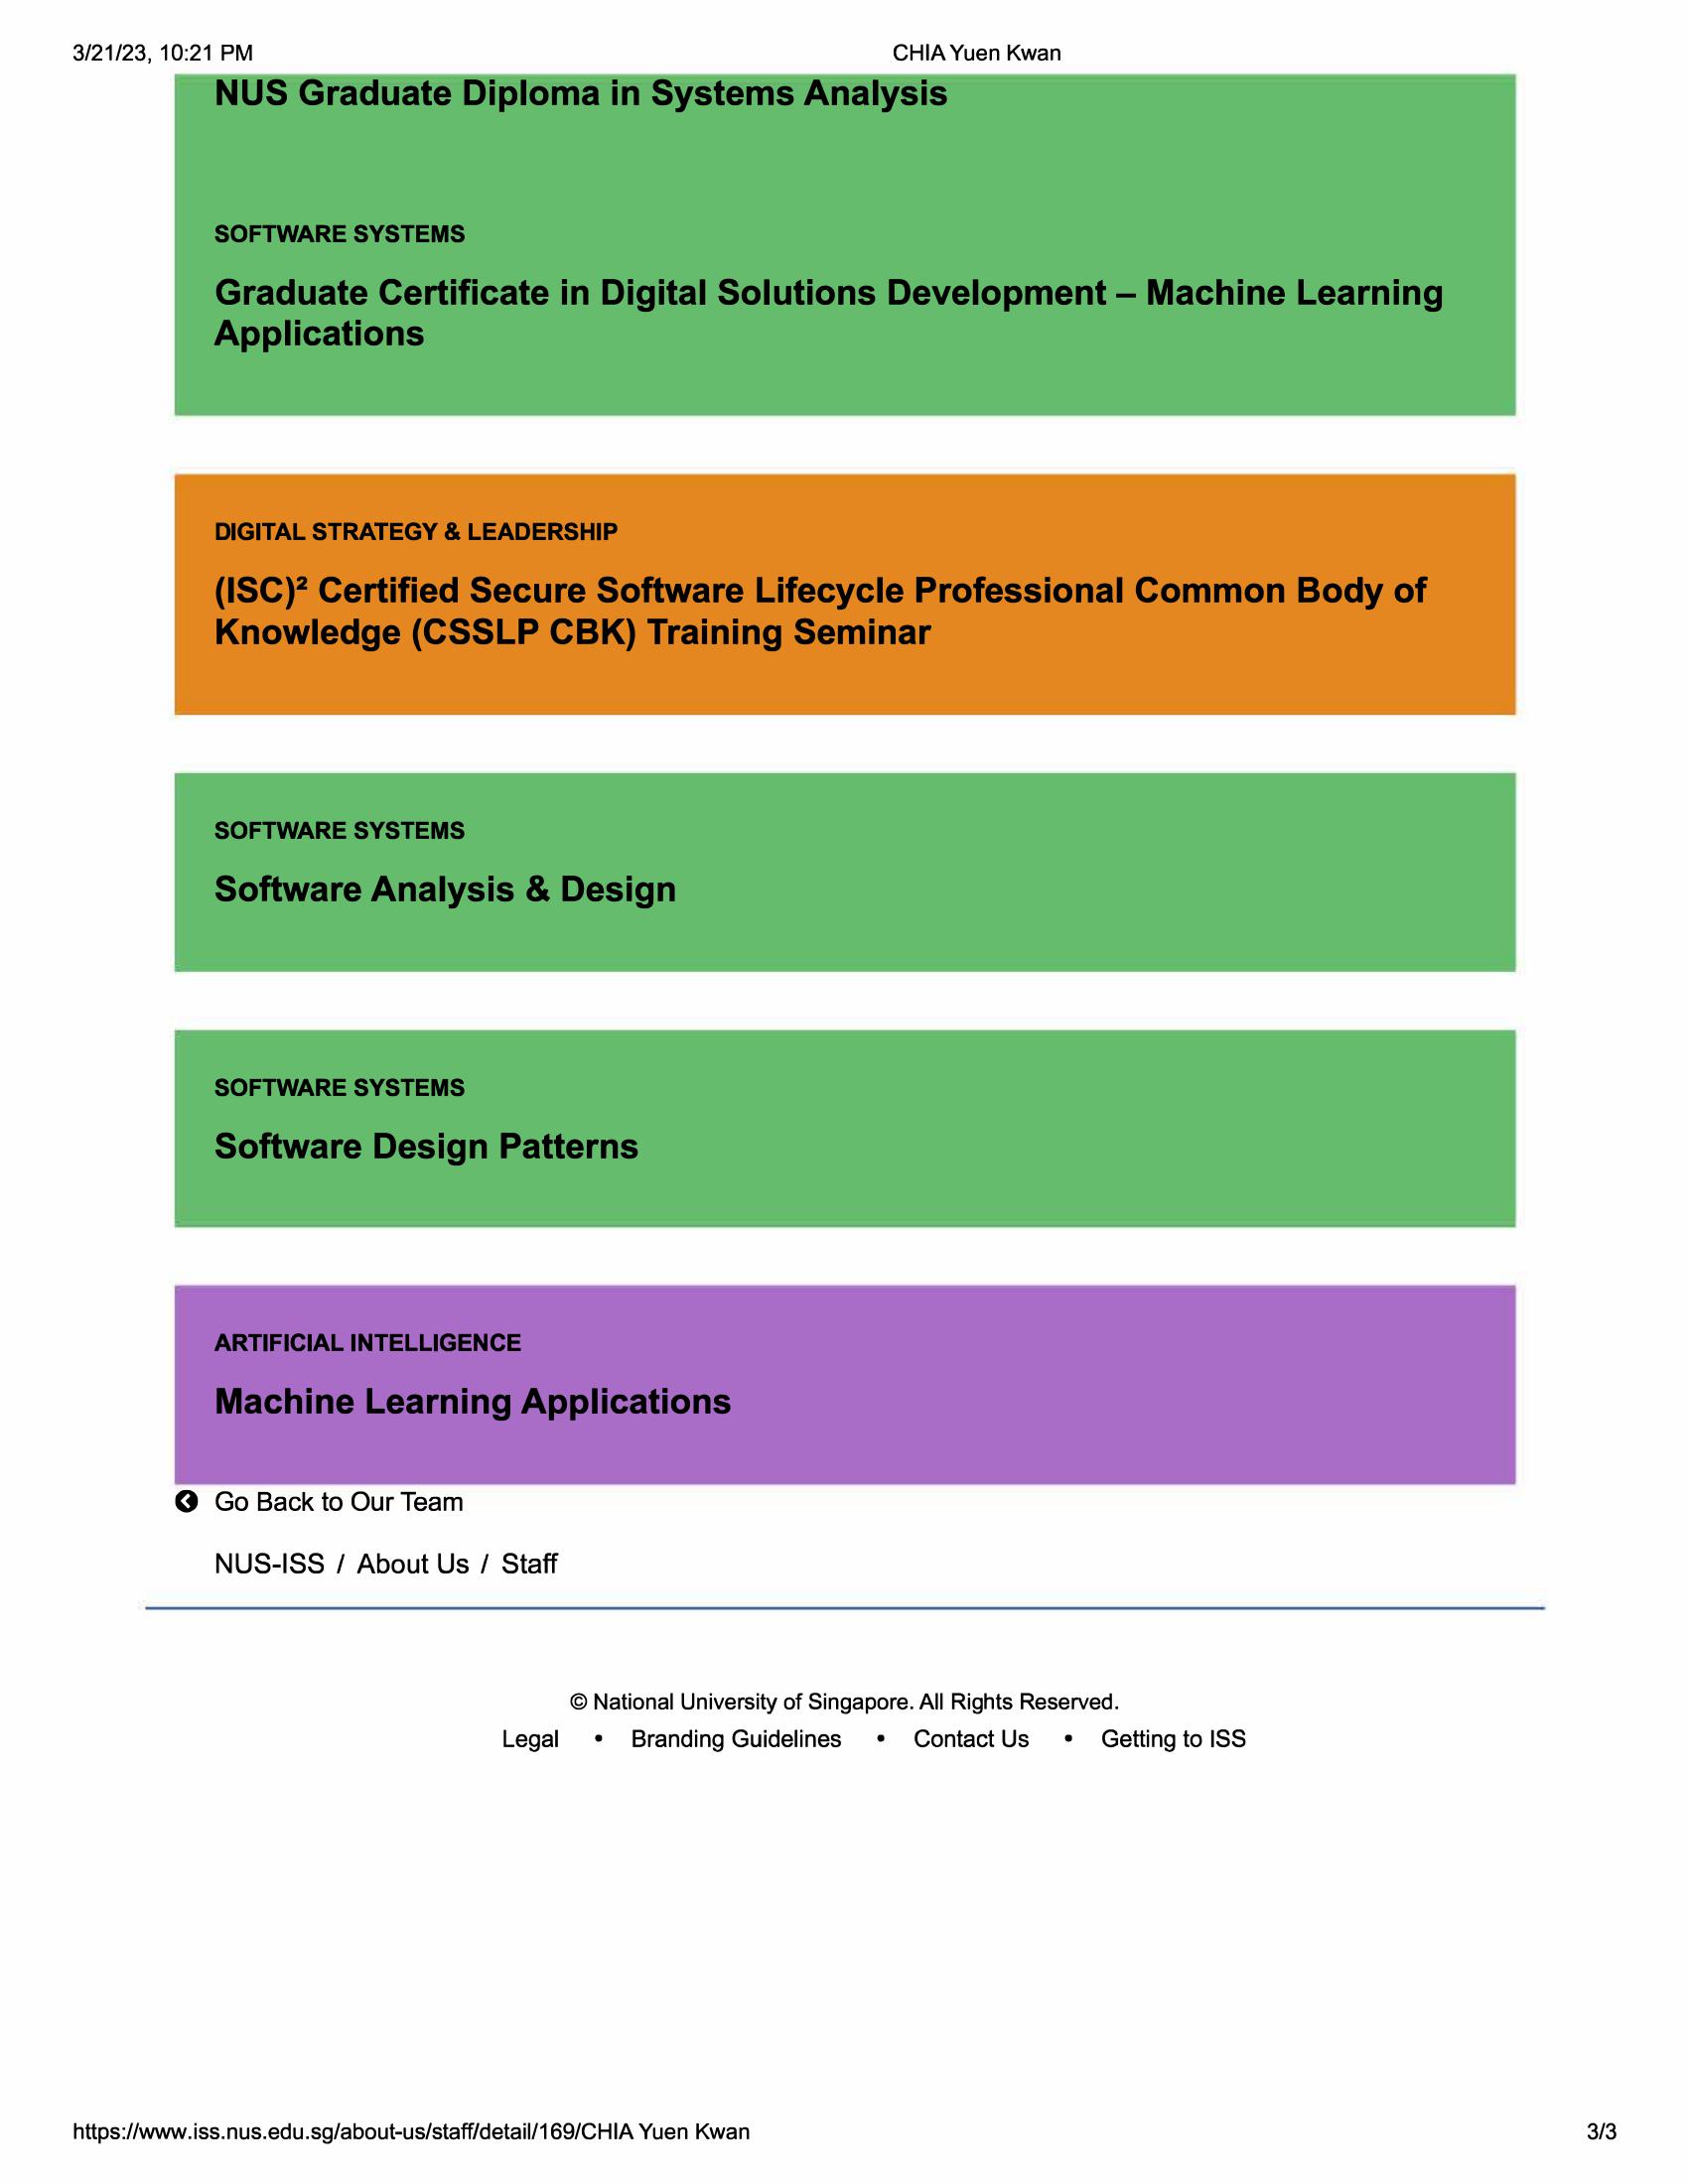 3/21/23, 10:21 PM
CHIA Yuen Kwan
NUS Graduate Diploma in Systems Analysis
SOFTWARE SYSTEMS
Graduate Certificate in Digital Solutions Development – Machine Learning
Applications
DIGITAL STRATEGY & LEADERSHIP
(ISC)² Certified Secure Software Lifecycle Professional Common Body of
Knowledge (CSSLP CBK) Training Seminar
SOFTWARE SYSTEMS
Software Analysis & Design
SOFTWARE SYSTEMS
Software Design Patterns
ARTIFICIAL INTELLIGENCE
Machine Learning Applications
Go Back to Our Team
NUS-ISS / About Us / Staff
© National University of Singapore. All Rights Reserved.
Legal • Branding Guidelines • Contact Us • Getting to ISS
https://www.iss.nus.edu.sg/about-us/staff/detail/169/CHIA Yuen Kwan
3/3